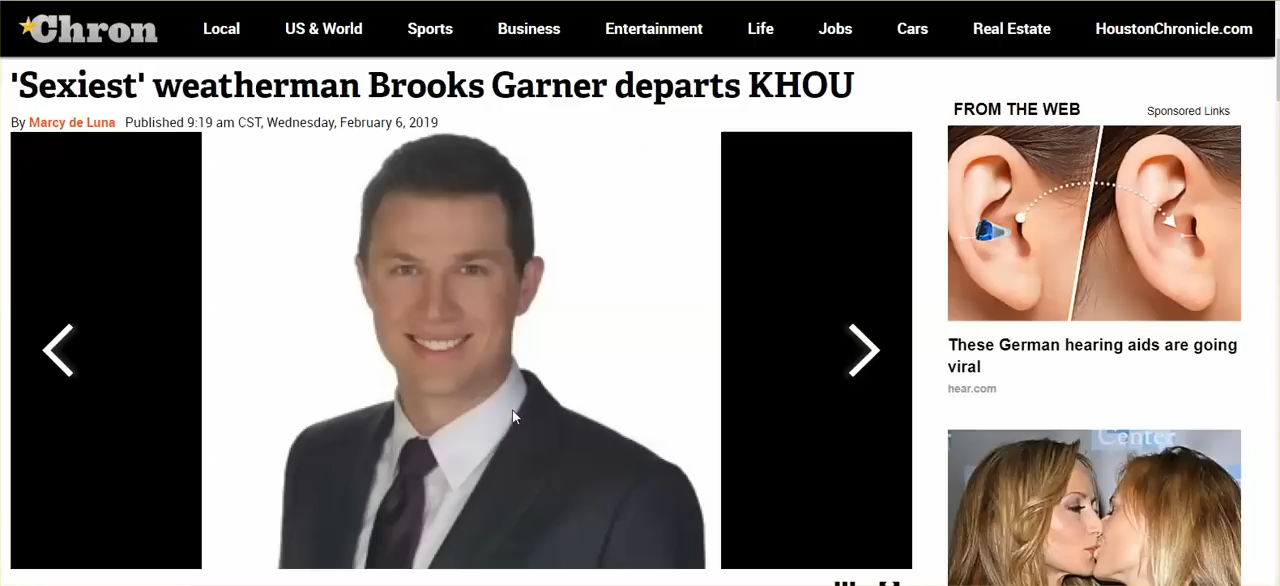 Chron
Local
US & World
Sports
Business
Entertainment
Life
Jobs
Cars
Real Estate
HoustonChronicle.com
'Sexiest' weatherman Brooks Garner departs KHOU
By Marcy de Luna Published 9:19 am CST, Wednesday, February 6, 2019
FROM THE WEB
Sponsored Links
These German hearing aids are going
viral
hear.com
Center